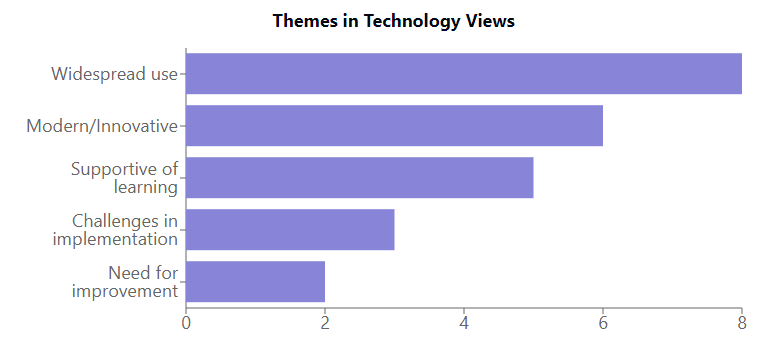 Themes in Technology Views
Widespread use
Modern/Innovative
Supportive of
learning
Challenges in
implementation
Need for
improvement
0 2 4 6 8